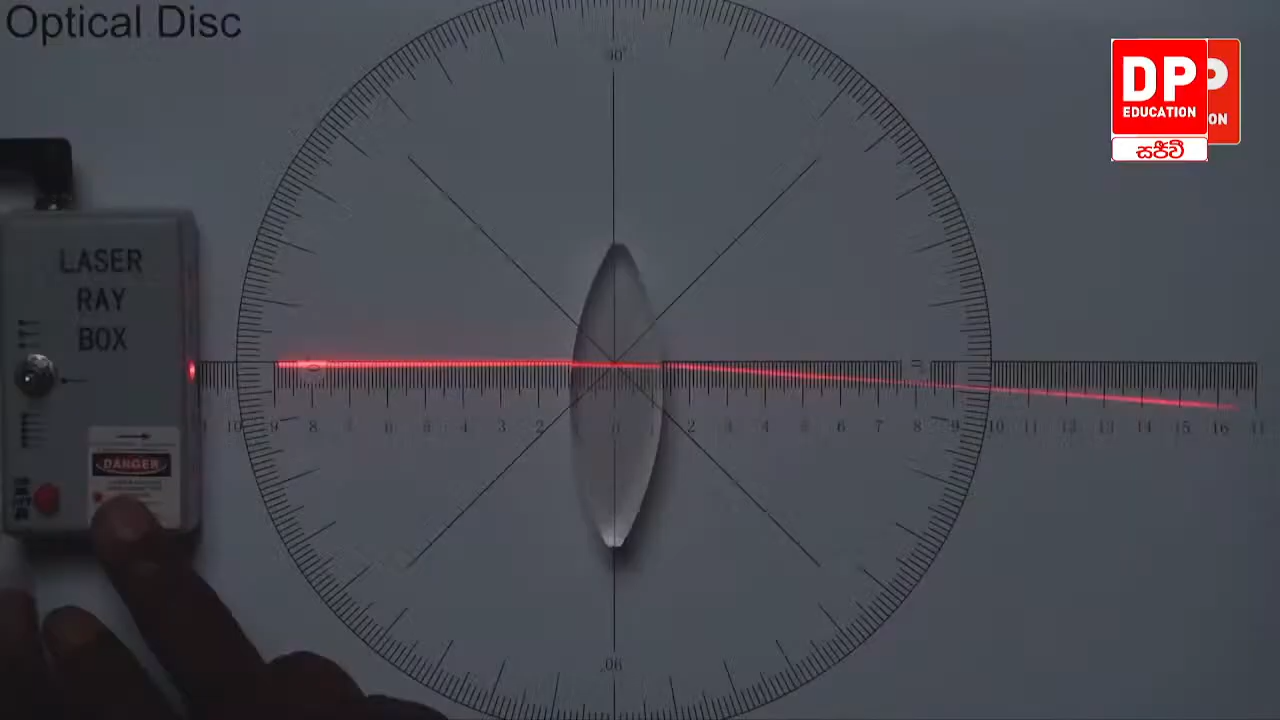 Optical Disc
DP
EDUCATION
සජීවී
LASER
RAY
BOX
DANGER
10 9 8 7 6 5 4 3 2 2 3 4 5 6 7 8 9 10 11 12 13 14 15 16
90°